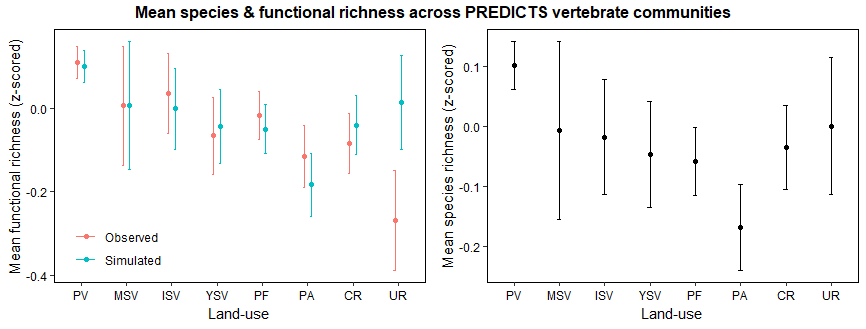 Mean species & functional richness across PREDICTS vertebrate communities
Mean functional richness (z-scored)
0.0
-0.2
-0.4
Observed
Simulated
PV MSV ISV YSV PF PA CR UR
Land-use
Mean species richness (z-scored)
0.1
0.0
-0.1
-0.2
PV MSV ISV YSV PF PA CR UR
Land-use